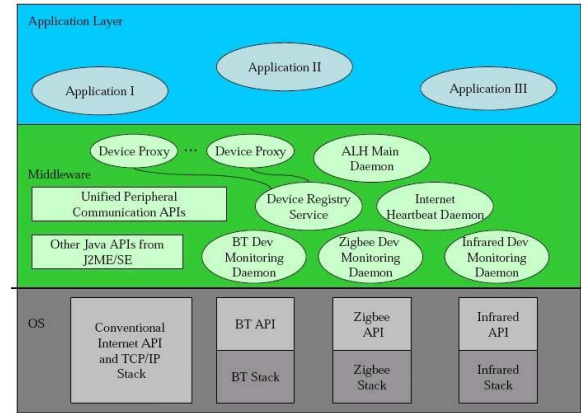 Application Layer
Application I
Application II
Application III
Device Proxy
...
Device Proxy
ALH Main
Daemon
Middleware
Unified Peripheral
Communication APIs
Device Registry
Service
Internet
Heartbeat Daemon
Other Java APIs from
J2ME/SE
BT Dev
Monitoring
Daemon
Zigbee Dev
Monitoring
Daemon
Infrared Dev
Monitoring
Daemon
OS
Conventional
Internet API
and TCP/IP
Stack
BT API
BT Stack
Zigbee
API
Zigbee
Stack
Infrared
API
Infrared
Stack